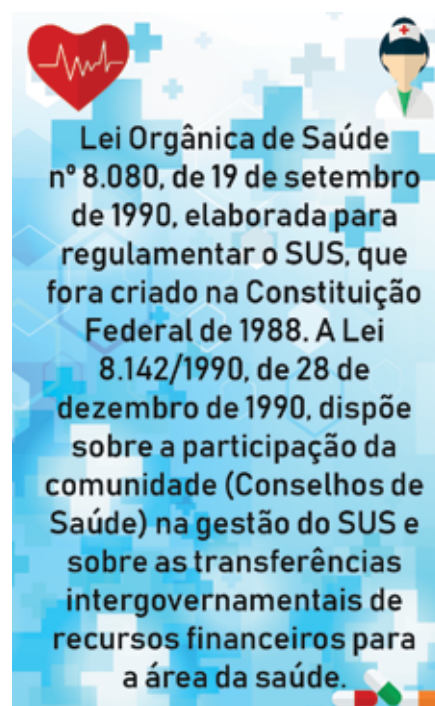 Lei Orgânica de Saúde
nº 8.080, de 19 de setembro
de 1990, elaborada para
regulamentar o SUS, que
fora criado na Constituição
Federal de 1988. A Lei
8.142/1990, de 28 de
dezembro de 1990, dispõe
sobre a participação da
comunidade (Conselhos de
Saúde) na gestão do SUS e
sobre as transferências
intergovernamentais de
recursos financeiros para
a área da saúde.